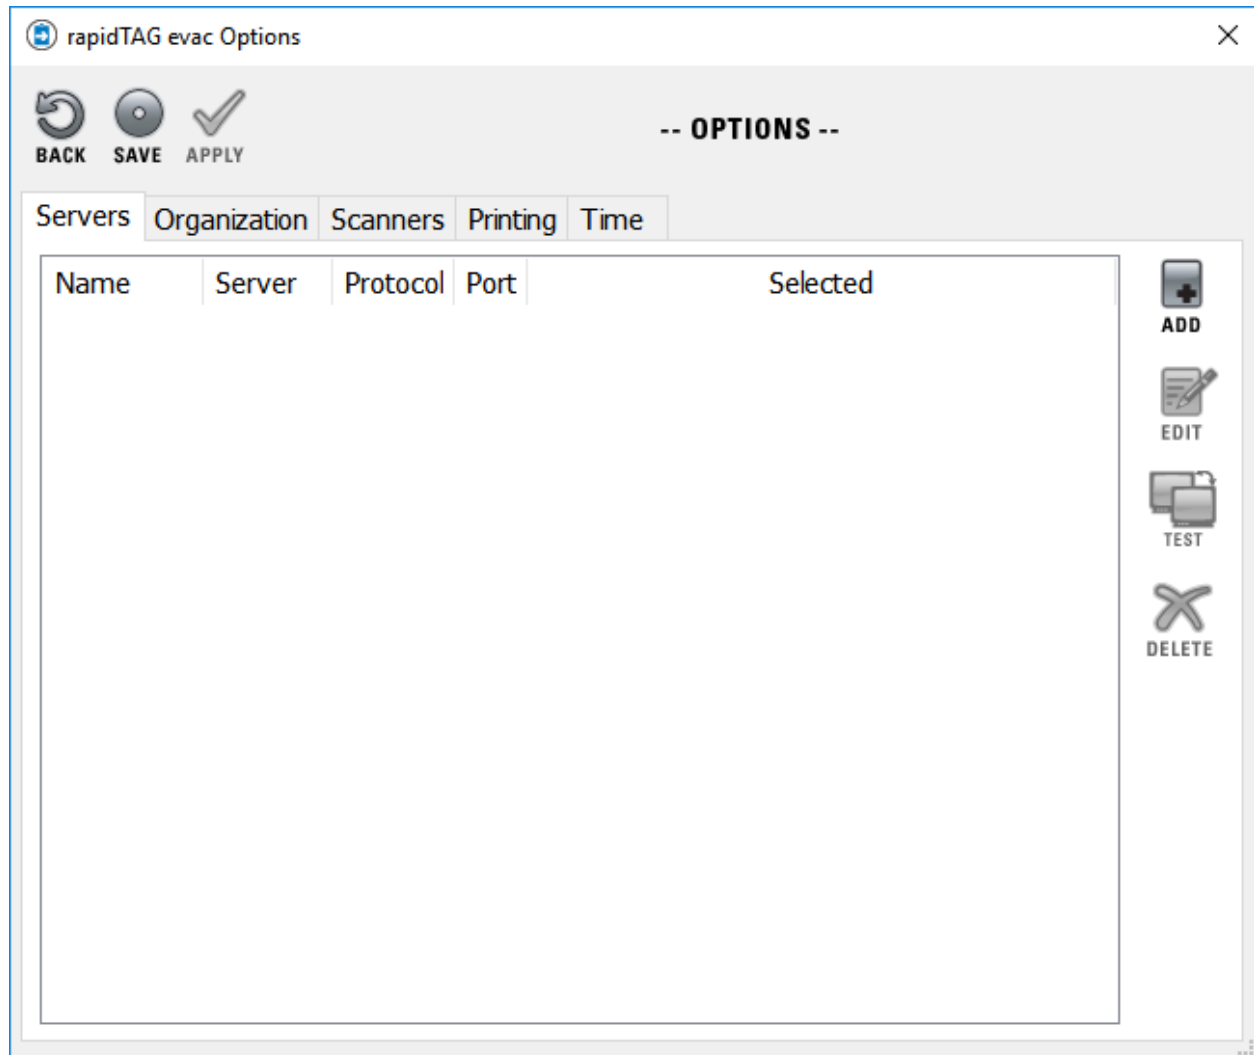 rapidTAG evac Options
BACK SAVE APPLY
-- OPTIONS --
Servers Organization Scanners Printing Time
Name Server Protocol Port Selected
ADD
EDIT
TEST
DELETE